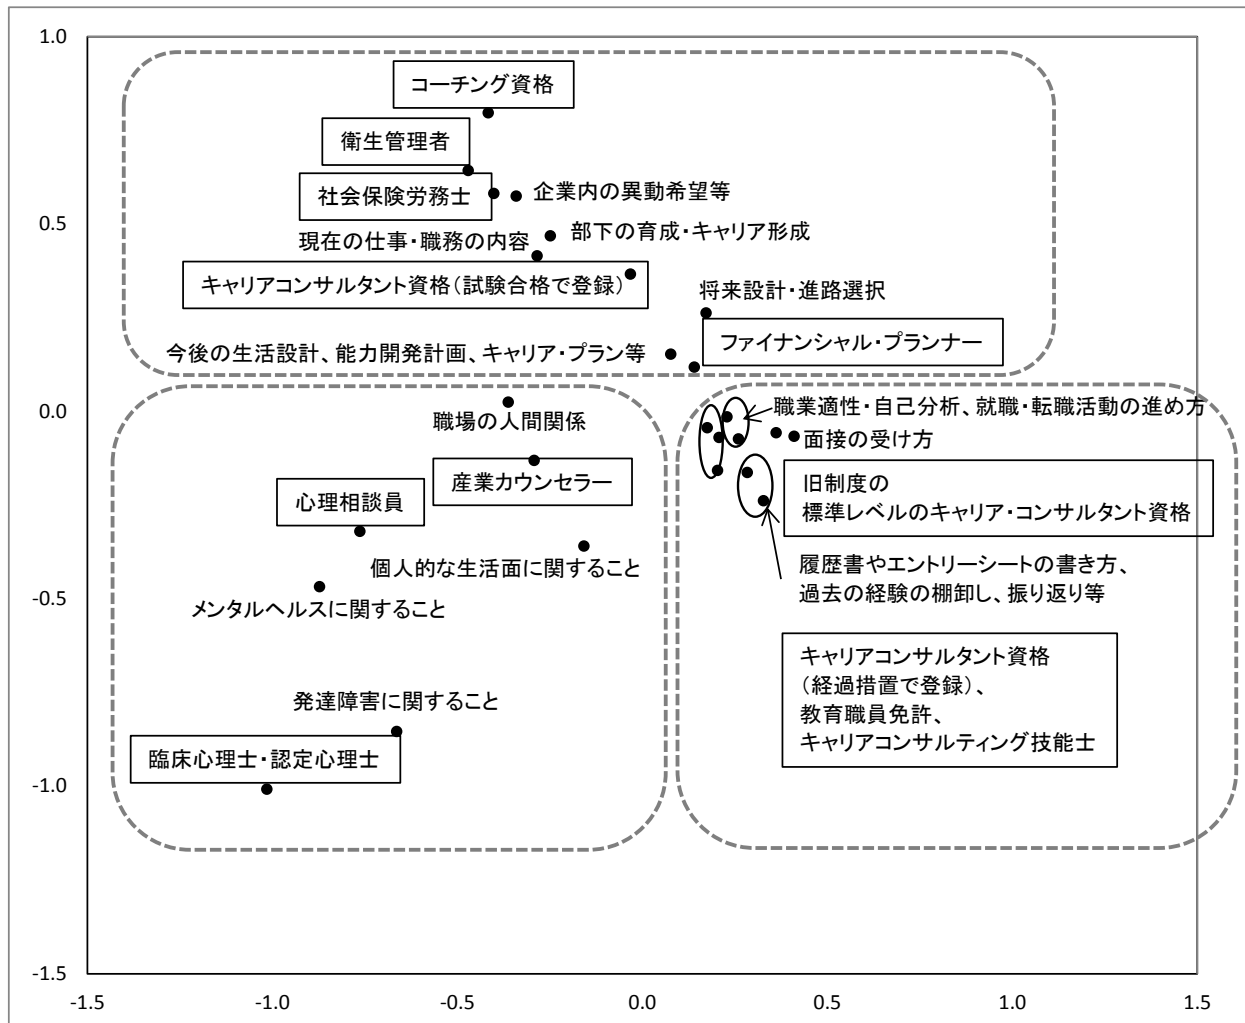 1.0
コーチング資格
衛生管理者
社会保険労務士
企業内の異動希望等
0.5
部下の育成・キャリア形成
現在の仕事・職務の内容
キャリアコンサルタント資格（試験合格で登録）
将来設計・進路選択
ファイナンシャル・プランナー
今後の生活設計、能力開発計画、キャリア・プラン等
0.0
職業適性・自己分析、就職・転職活動の進め方
職場の人間関係
面接の受け方
産業カウンセラー
旧制度の
標準レベルのキャリア・コンサルタント資格
心理相談員
個人的な生活面に関すること
履歴書やエントリーシートの書き方、
過去の経験の棚卸し、振り返り等
-0.5
メンタルヘルスに関すること
キャリアコンサルタント資格
（経過措置で登録）、
教育職員免許、
キャリアコンサルティング技能士
発達障害に関すること
臨床心理士・認定心理士
-1.0
-1.5
-1.5 -1.0 -0.5 0.0 0.5 1.0 1.5